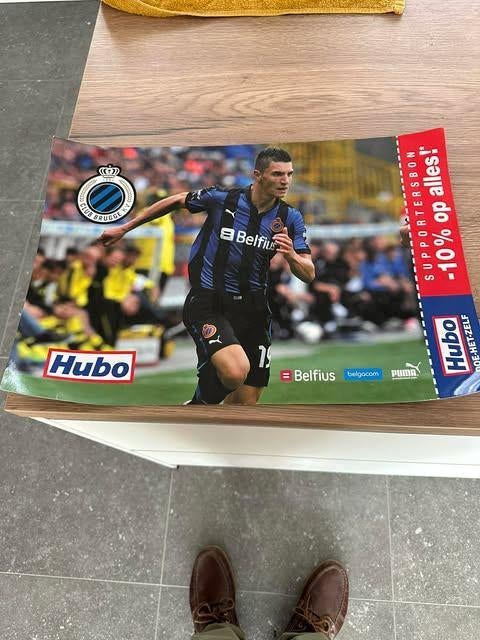 CLUB BRUGGE K.V
Belfius
19
Hubo
Belfius
belgacom
PUMA
SUPPORTERSBON
-10% op alles!*
Hubo
DOE-HET-ZELF